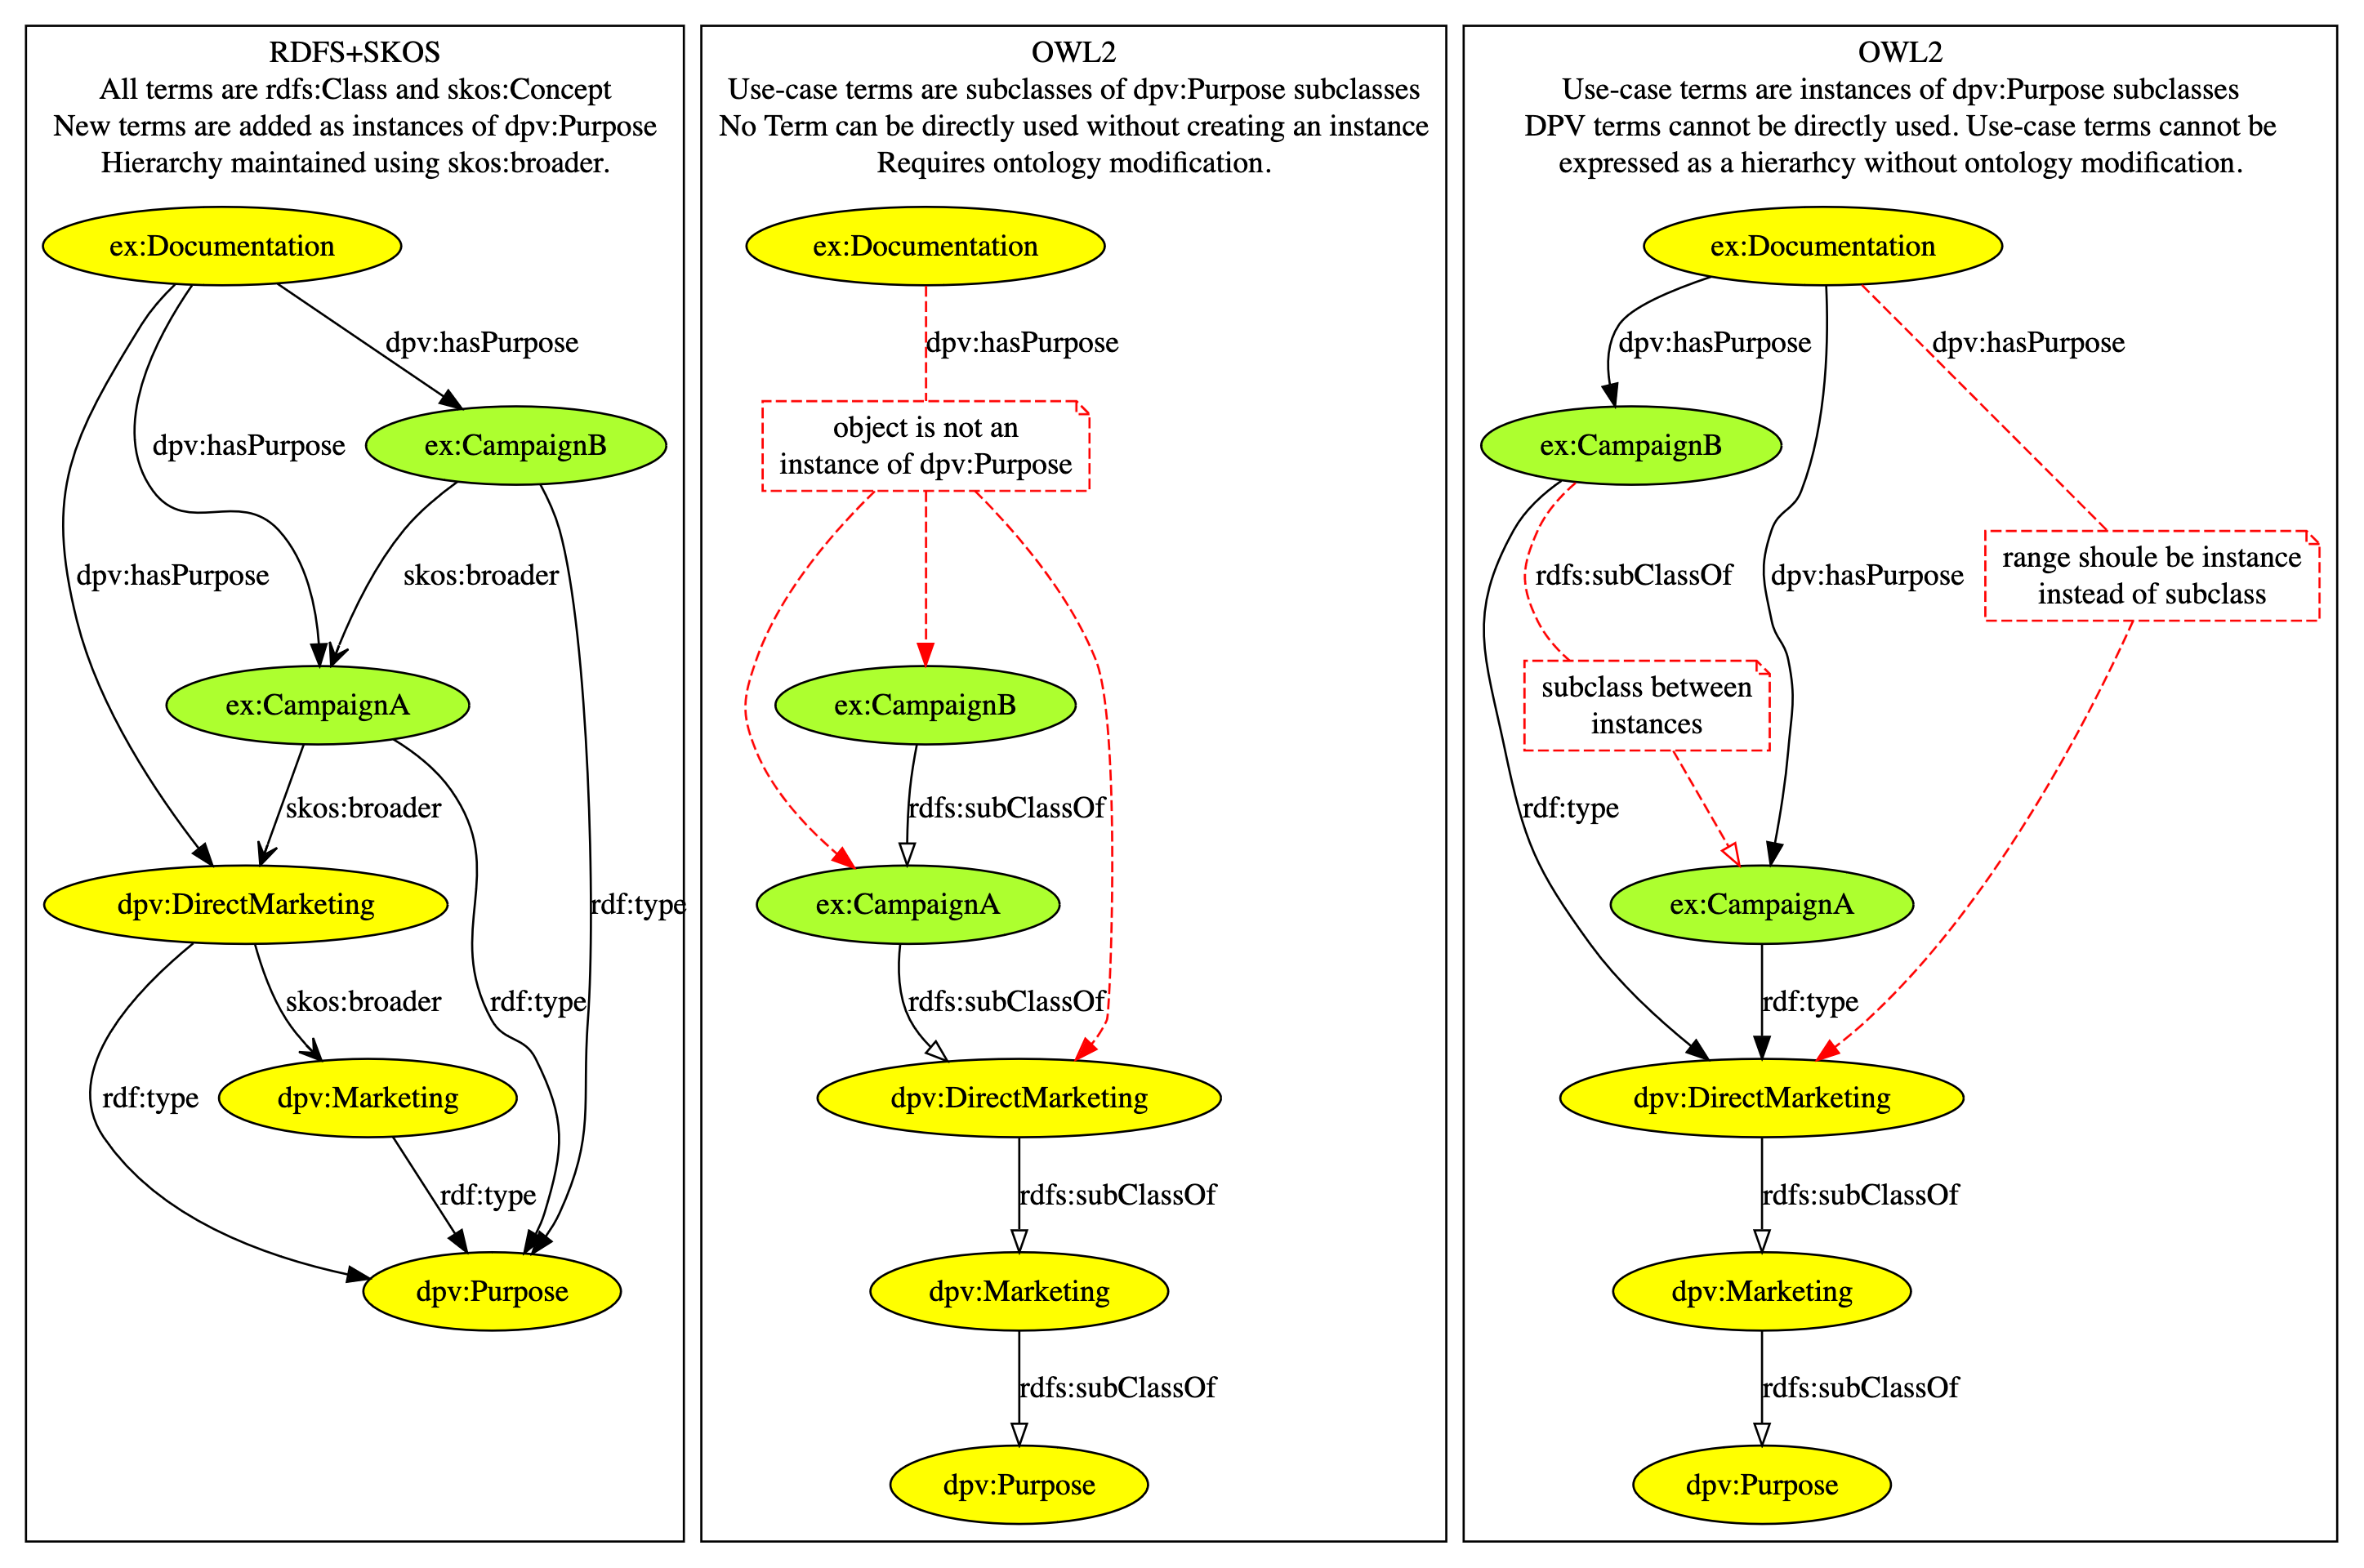 RDFS+SKOS
All terms are rdfs:Class and skos:Concept
New terms are added as instances of dpv:Purpose
Hierarchy maintained using skos:broader.
ex:Documentation
dpv:hasPurpose
ex:CampaignB
dpv:hasPurpose
dpv:hasPurpose
skos:broader
ex:CampaignA
skos:broader
dpv:DirectMarketing
rdf:type
skos:broader
rdf:type
rdf:type
dpv:Marketing
rdf:type
dpv:Purpose
OWL2
Use-case terms are subclasses of dpv:Purpose subclasses
No Term can be directly used without creating an instance
Requires ontology modification.
ex:Documentation
dpv:hasPurpose
object is not an
instance of dpv:Purpose
ex:CampaignB
rdfs:subClassOf
ex:CampaignA
rdfs:subClassOf
dpv:DirectMarketing
rdfs:subClassOf
dpv:Marketing
rdfs:subClassOf
dpv:Purpose
OWL2
Use-case terms are instances of dpv:Purpose subclasses
DPV terms cannot be directly used. Use-case terms cannot be
expressed as a hierarhcy without ontology modification.
ex:Documentation
dpv:hasPurpose
dpv:hasPurpose
ex:CampaignB
rdfs:subClassOf
dpv:hasPurpose
range shoule be instance
instead of subclass
subclass between
instances
rdf:type
ex:CampaignA
rdf:type
dpv:DirectMarketing
rdfs:subClassOf
dpv:Marketing
rdfs:subClassOf
dpv:Purpose